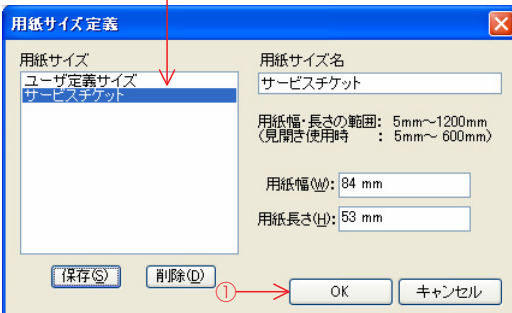 用紙サイズ定義
用紙サイズ
ユーザ定義サイズ
サービスチケット
用紙サイズ名
サービスチケット
用紙幅・長さの範囲: 5mm～1200mm
(見開き使用時 : 5mm～ 600mm)
用紙幅(W): 84 mm
用紙長さ(H): 53 mm
保存(S)
削除(D)
①
OK
キャンセル